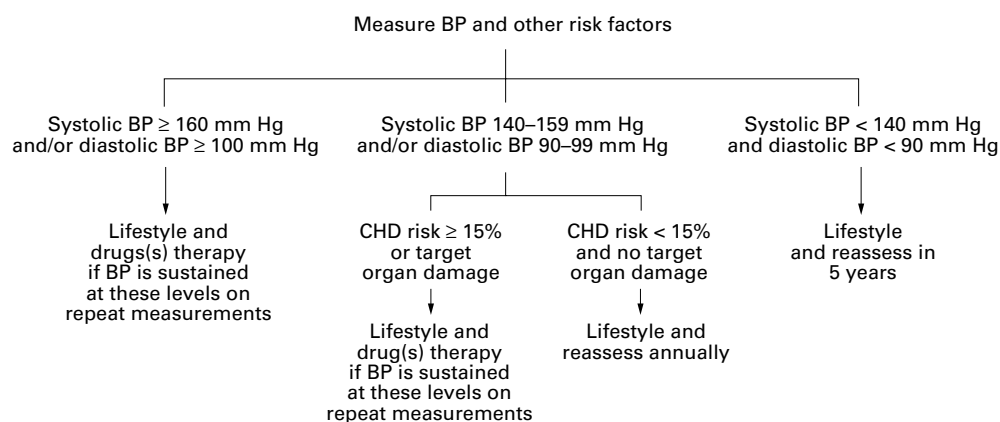 Measure BP and other risk factors
Systolic BP ≥ 160 mm Hg
and/or diastolic BP ≥ 100 mm Hg
Systolic BP 140–159 mm Hg
and/or diastolic BP 90–99 mm Hg
Systolic BP < 140 mm Hg
and diastolic BP < 90 mm Hg
Lifestyle and
drugs(s) therapy
if BP is sustained
at these levels on
repeat measurements
CHD risk ≥ 15%
or target
organ damage
CHD risk < 15%
and no target
organ damage
Lifestyle
and reassess in
5 years
Lifestyle and
drug(s) therapy
if BP is sustained
at these levels on
repeat measurements
Lifestyle and
reassess annually